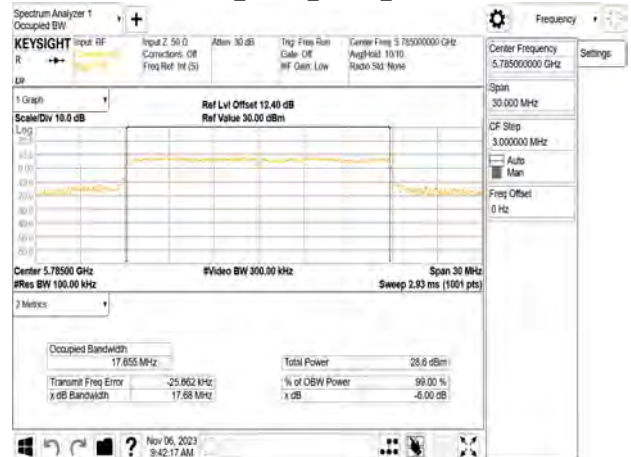 Spectrum Analyzer 1
Occupied BW
+
Frequency
KEYSIGHT
Input: RF
Input Z: 50 Ω
Atten: 30 dB
Trig: Free Run
Center Freq: 5.785000000 GHz
R
Corrections: Off
Gate: Off
Avg|Hold: 10/10
Freq Ref: Int (S)
#IF Gain: Low
Radio Std: None
Center Frequency
5.785000000 GHz
Settings
Span
30.000 MHz
CF Step
3.000000 MHz
Auto
Man
Freq Offset
0 Hz
1 Graph
Ref Lvl Offset 12.40 dB
Scale/Div 10.0 dB
Ref Value 30.00 dBm
Log
Center 5.78500 GHz
#Video BW 300.00 kHz
Span 30 MHz
#Res BW 100.00 kHz
Sweep 2.93 ms (1001 pts)
2 Metrics
Occupied Bandwidth
17.655 MHz
Total Power
28.6 dBm
Transmit Freq Error
-25.662 kHz
% of OBW Power
99.00 %
x dB Bandwidth
17.68 MHz
x dB
-6.00 dB
?
Nov 06, 2023
9:42:17 AM